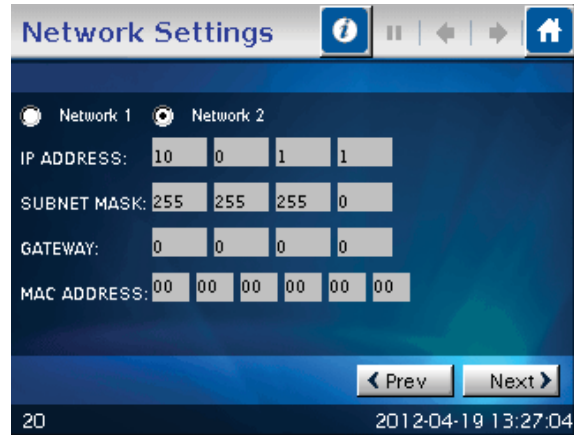 Network Settings
Network 1 Network 2
IP ADDRESS: 10 0 1 1
SUBNET MASK: 255 255 255 0
GATEWAY: 0 0 0 0
MAC ADDRESS: 00 00 00 00 00 00
Prev Next
20 2012-04-19 13:27:04